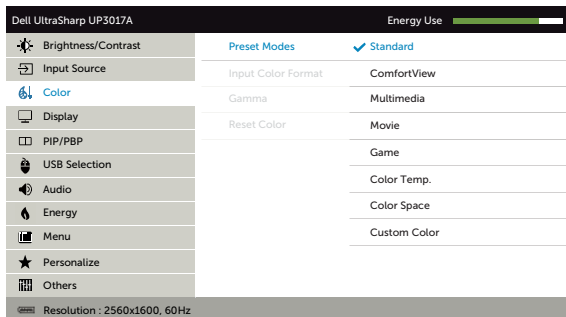 Dell UltraSharp UP3017A Energy Use
Brightness/Contrast Preset Modes Standard
Input Source Input Color Format ComfortView
Color Gamma Multimedia
Display Reset Color Movie
PIP/PBP Game
USB Selection Color Temp.
Audio Color Space
Energy Custom Color
Menu
Personalize
Others
Resolution : 2560x1600, 60Hz